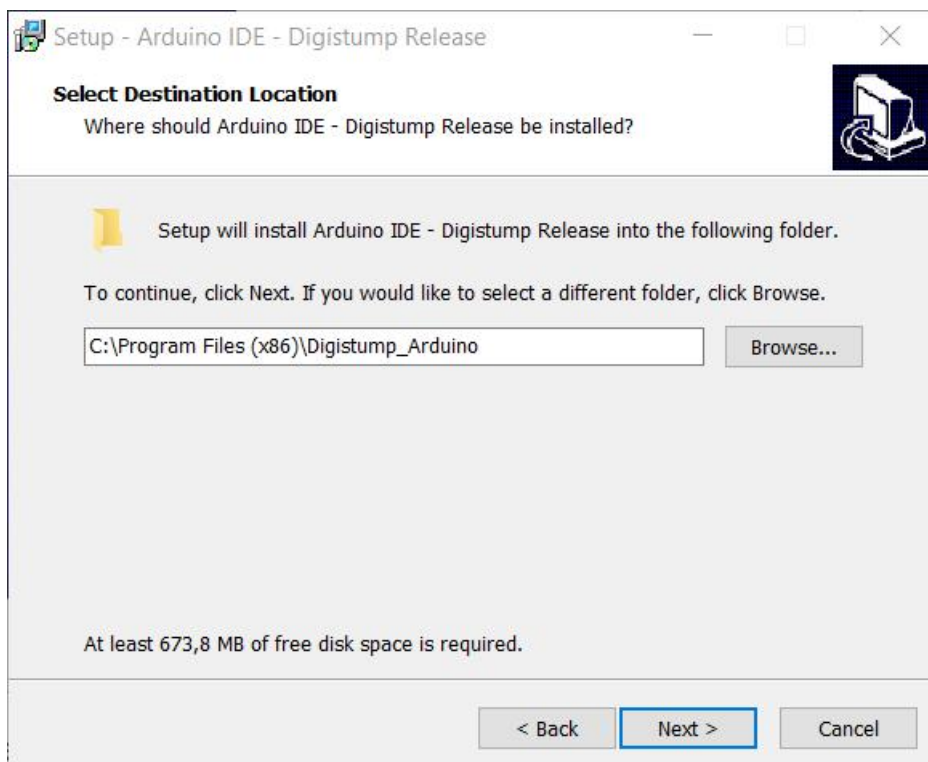 Setup - Arduino IDE - Digistump Release
Select Destination Location
Where should Arduino IDE - Digistump Release be installed?
Setup will install Arduino IDE - Digistump Release into the following folder.
To continue, click Next. If you would like to select a different folder, click Browse.
C:\Program Files (x86)\Digistump_Arduino
Browse...
At least 673,8 MB of free disk space is required.
< Back
Next >
Cancel